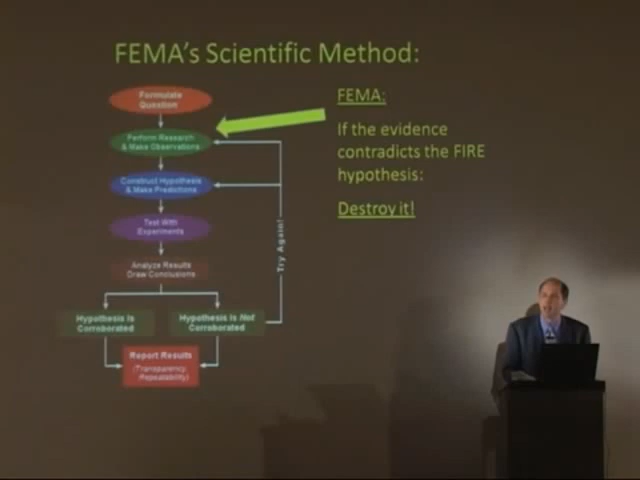 FEMA's Scientific Method:
Formulate
Question
Perform Research
& Make Observations
Construct Hypothesis
& Make Predictions
Test With
Experiments
Analyze Results
Draw Conclusions
Hypothesis Is
Corroborated
Hypothesis Is Not
Corroborated
Try Again!
Report Results
(Transparency,
Repeatability)
FEMA:
If the evidence
contradicts the FIRE
hypothesis:
Destroy it!